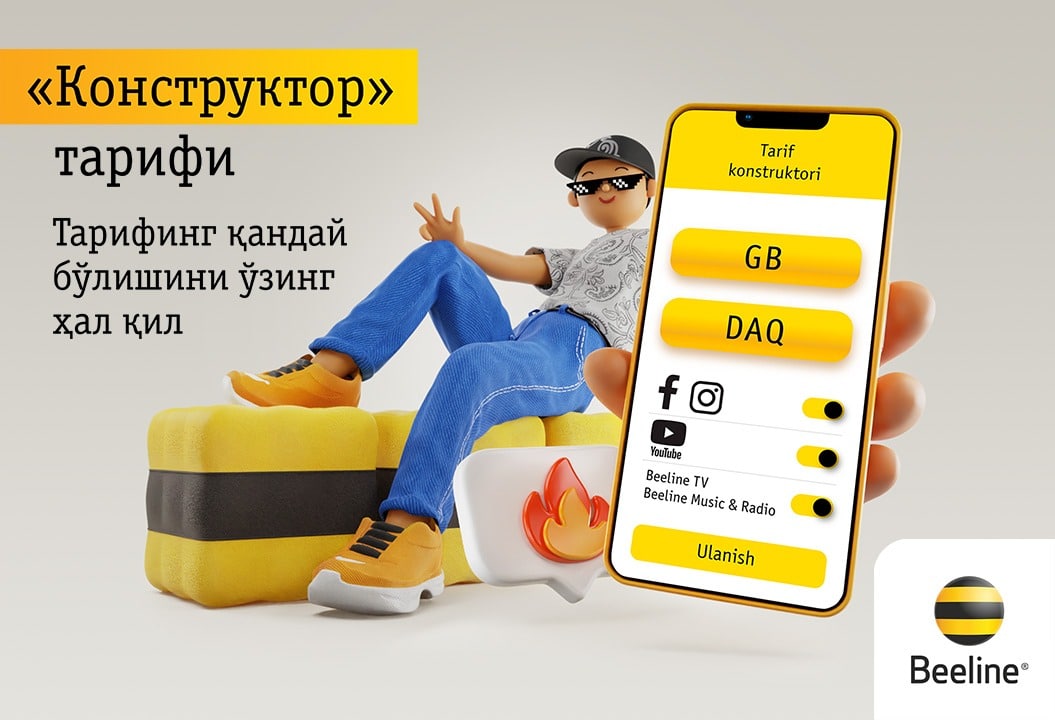 «Конструктор»
тарифи
Тарифинг қандай
бўлишини ўзинг
ҳал қил
Tarif
konstruktori
GB
DAQ
YouTube
Beeline TV
Beeline Music & Radio
Ulanish
Beeline®